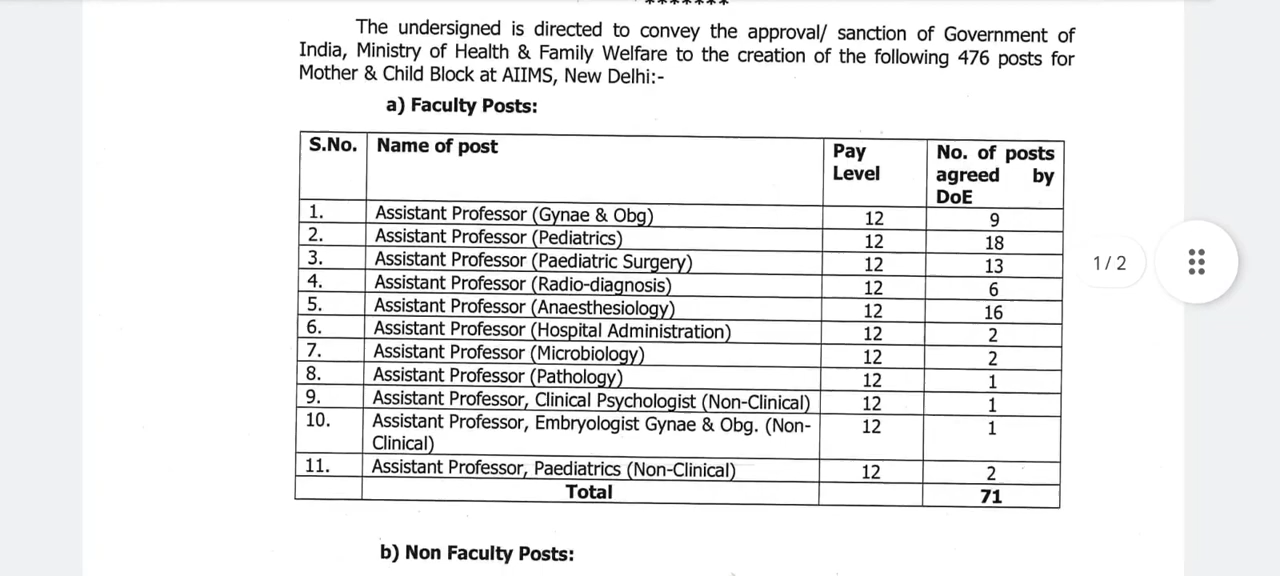 *******
The undersigned is directed to convey the approval/ sanction of Government of
India, Ministry of Health & Family Welfare to the creation of the following 476 posts for
Mother & Child Block at AIIMS, New Delhi:-
a) Faculty Posts:
S.No. Name of post Pay Level No. of posts agreed by DoE
1. Assistant Professor (Gynae & Obg) 12 9
2. Assistant Professor (Pediatrics) 12 18
3. Assistant Professor (Paediatric Surgery) 12 13
4. Assistant Professor (Radio-diagnosis) 12 6
5. Assistant Professor (Anaesthesiology) 12 16
6. Assistant Professor (Hospital Administration) 12 2
7. Assistant Professor (Microbiology) 12 2
8. Assistant Professor (Pathology) 12 1
9. Assistant Professor, Clinical Psychologist (Non-Clinical) 12 1
10. Assistant Professor, Embryologist Gynae & Obg. (Non- 12 1
Clinical)
11. Assistant Professor, Paediatrics (Non-Clinical) 12 2
Total 71
b) Non Faculty Posts:
1 / 2